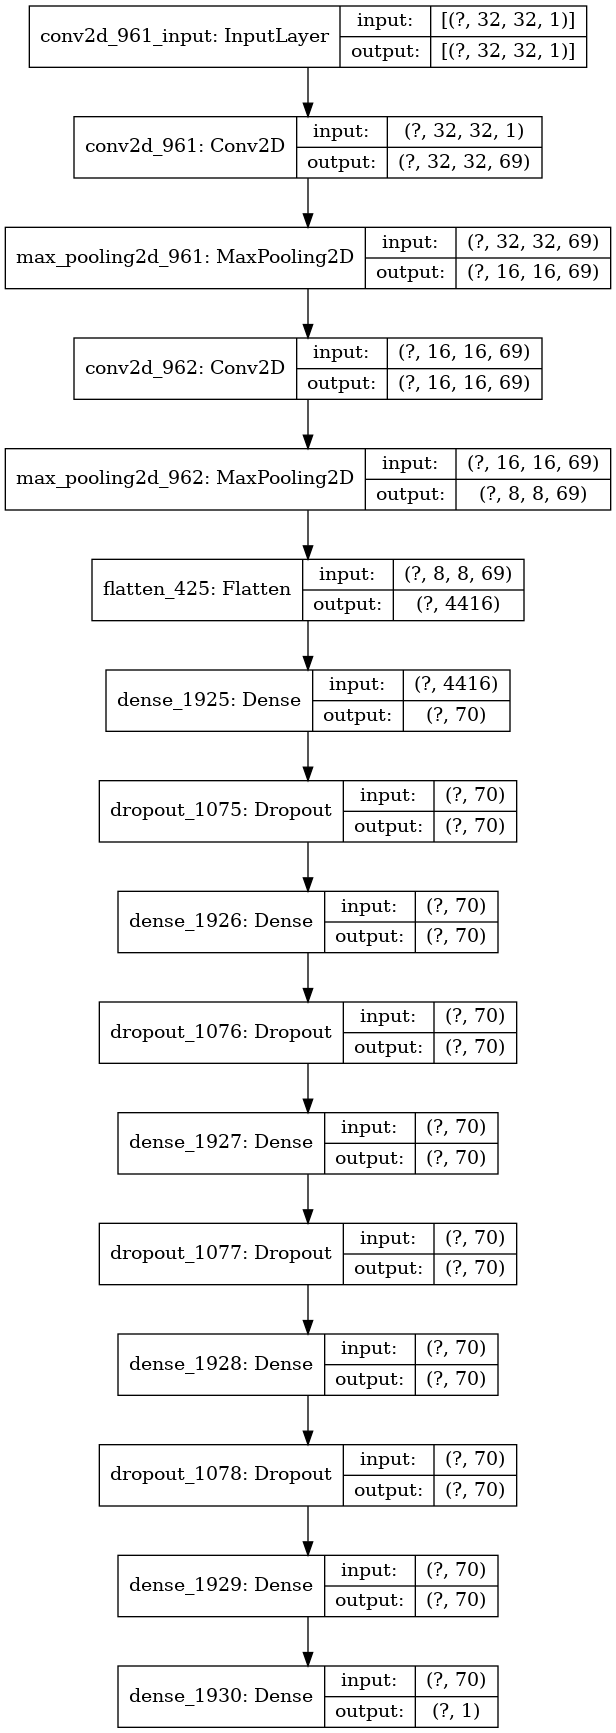 conv2d_961_input: InputLayer
input: [(?, 32, 32, 1)]
output: [(?, 32, 32, 1)]
conv2d_961: Conv2D
input: (?, 32, 32, 1)
output: (?, 32, 32, 69)
max_pooling2d_961: MaxPooling2D
input: (?, 32, 32, 69)
output: (?, 16, 16, 69)
conv2d_962: Conv2D
input: (?, 16, 16, 69)
output: (?, 16, 16, 69)
max_pooling2d_962: MaxPooling2D
input: (?, 16, 16, 69)
output: (?, 8, 8, 69)
flatten_425: Flatten
input: (?, 8, 8, 69)
output: (?, 4416)
dense_1925: Dense
input: (?, 4416)
output: (?, 70)
dropout_1075: Dropout
input: (?, 70)
output: (?, 70)
dense_1926: Dense
input: (?, 70)
output: (?, 70)
dropout_1076: Dropout
input: (?, 70)
output: (?, 70)
dense_1927: Dense
input: (?, 70)
output: (?, 70)
dropout_1077: Dropout
input: (?, 70)
output: (?, 70)
dense_1928: Dense
input: (?, 70)
output: (?, 70)
dropout_1078: Dropout
input: (?, 70)
output: (?, 70)
dense_1929: Dense
input: (?, 70)
output: (?, 70)
dense_1930: Dense
input: (?, 70)
output: (?, 1)